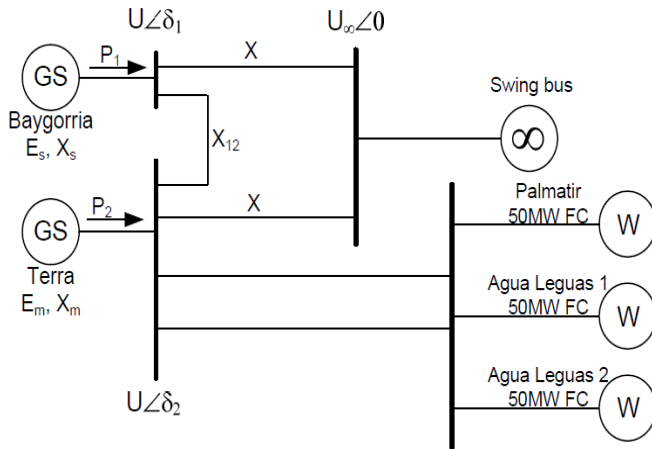 U∠δ₁
U∞∠0
P₁
X
GS
Swing bus
Baygorria
Eₛ, Xₛ
X₁₂
∞
Palmatir
P₂
X
50MW FC
W
GS
Terra
Eₘ, Xₘ
Agua Leguas 1
50MW FC
W
Agua Leguas 2
U∠δ₂
50MW FC
W